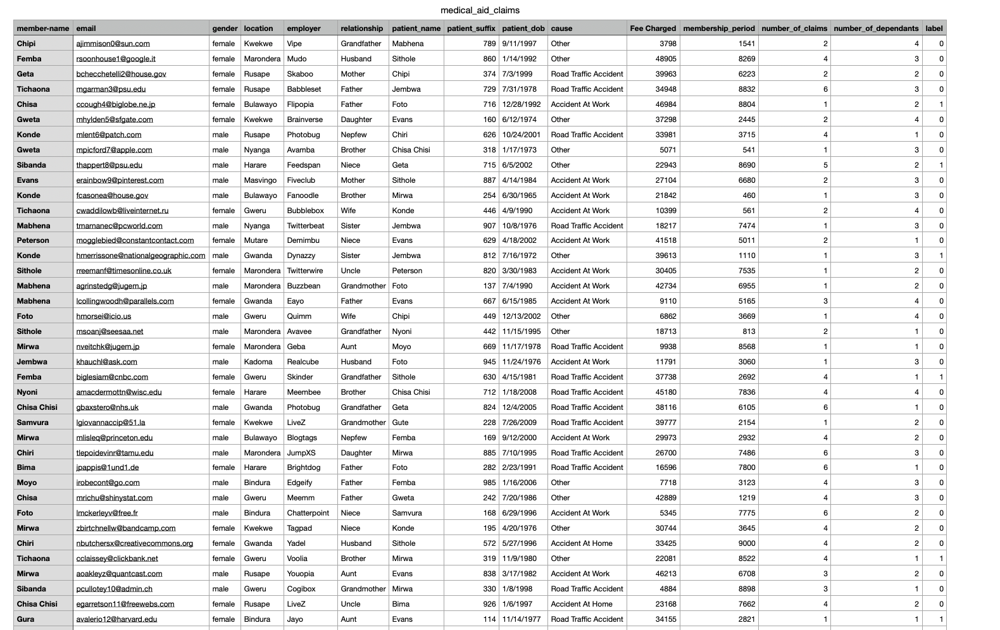 medical_aid_claims
member-name email gender location employer relationship patient_name patient_suffix patient_dob cause Fee Charged membership_period number_of_claims number_of_dependants label
Chipi ajimmison0@sun.com female Kwekwe Vipe Grandfather Mabhena 789 9/11/1997 Other 3798 1541 2 4 0
Femba rsoonhouse1@google.it female Marondera Mudo Husband Sithole 860 1/14/1992 Other 48905 8269 4 3 0
Geta bchecchetelli2@house.gov female Rusape Skaboo Mother Chipi 374 7/3/1999 Road Traffic Accident 39963 6223 2 2 0
Tichaona mgarman3@psu.edu female Rusape Babbleset Father Jembwa 729 7/31/1978 Road Traffic Accident 34948 8832 6 3 0
Chisa ccough4@biglobe.ne.jp female Bulawayo Flipopia Father Foto 716 12/28/1992 Accident At Work 46984 8804 1 2 1
Gweta mhylden5@sfgate.com female Kwekwe Brainverse Daughter Evans 160 6/12/1974 Other 37298 2445 2 4 0
Konde mlent6@patch.com male Rusape Photobug Nepfew Chiri 626 10/24/2001 Road Traffic Accident 33981 3715 4 1 0
Gweta mpicford7@apple.com male Nyanga Avamba Brother Chisa Chisi 318 1/17/1973 Other 5071 541 1 3 0
Sibanda thappert8@psu.edu male Harare Feedspan Niece Geta 715 6/5/2002 Other 22943 8690 5 2 1
Evans erainbow9@pinterest.com male Masvingo Fiveclub Mother Sithole 887 4/14/1984 Accident At Work 27104 6680 2 3 0
Konde fcasonea@house.gov male Bulawayo Fanoodle Brother Mirwa 254 6/30/1965 Accident At Work 21842 460 1 3 0
Tichaona cwaddilowb@liveinternet.ru female Gweru Bubblebox Wife Konde 446 4/9/1990 Accident At Work 10399 561 2 4 0
Mabhena tmarnanec@pcworld.com male Nyanga Twitterbeat Sister Jembwa 907 10/8/1976 Road Traffic Accident 18217 7474 1 3 0
Peterson mogglebied@constantcontact.com female Mutare Demimbu Niece Evans 629 4/18/2002 Accident At Work 41518 5011 2 1 0
Konde hmerrissone@nationalgeographic.com male Gwanda Dynazzy Sister Jembwa 812 7/16/1972 Other 39613 1110 1 3 1
Sithole rreemanf@timesonline.co.uk female Marondera Twitterwire Uncle Peterson 820 3/30/1983 Accident At Work 30405 7535 1 2 0
Mabhena agrinstedg@jugem.jp male Marondera Buzzbean Grandmother Foto 137 7/4/1990 Accident At Work 42734 6955 1 2 0
Mabhena lcollingwoodh@parallels.com female Gwanda Eayo Father Evans 667 6/15/1985 Accident At Work 9110 5165 3 4 0
Foto hmorsei@icio.us male Gweru Quimm Wife Chipi 449 12/13/2002 Other 6862 3669 1 4 0
Sithole msoanj@seesaa.net male Marondera Avavee Grandfather Nyoni 442 11/15/1995 Other 18713 813 2 1 0
Mirwa nveitchk@jugem.jp female Marondera Geba Aunt Moyo 669 11/17/1978 Road Traffic Accident 9938 8568 1 1 0
Jembwa khauchl@ask.com male Kadoma Realcube Husband Foto 945 11/24/1976 Accident At Work 11791 3060 1 3 0
Femba biglesiam@cnbc.com female Gweru Skinder Grandfather Sithole 630 4/15/1981 Road Traffic Accident 37738 2692 4 1 1
Nyoni amacdermottn@wisc.edu female Harare Meembee Brother Chisa Chisi 712 1/18/2008 Road Traffic Accident 45180 7836 4 4 0
Chisa Chisi gbaxstero@nhs.uk male Gwanda Photobug Grandfather Geta 824 12/4/2005 Road Traffic Accident 38116 6105 6 1 0
Samvura lgiovannaccip@51.la female Kwekwe LiveZ Grandmother Gute 228 7/26/2009 Road Traffic Accident 39777 2154 1 2 0
Mirwa mlisleq@princeton.edu male Bulawayo Blogtags Nepfew Femba 169 9/12/2000 Accident At Work 29973 2932 4 2 0
Chiri tlepoidevinr@tamu.edu male Marondera JumpXS Daughter Mirwa 885 7/10/1995 Road Traffic Accident 26700 7486 6 3 0
Bima jpappis@1und1.de female Harare Brightdog Father Foto 282 2/23/1991 Road Traffic Accident 16596 7800 6 1 0
Moyo irobecont@go.com male Bindura Edgeify Father Femba 985 1/16/2006 Other 7718 3123 4 3 0
Chisa mrichu@shinystat.com male Gweru Meemm Father Gweta 242 7/20/1986 Other 42889 1219 4 3 0
Foto lmckerleyv@free.fr male Bindura Chatterpoint Niece Samvura 168 6/29/1996 Accident At Work 5345 7775 6 2 0
Mirwa zbirtchnellw@bandcamp.com female Kwekwe Tagpad Niece Konde 195 4/20/1976 Other 30744 3645 4 2 0
Chiri nbutchersx@creativecommons.org female Gwanda Yadel Husband Sithole 572 5/27/1996 Accident At Home 33425 9000 4 2 0
Tichaona cclaissey@clickbank.net female Gweru Voolia Brother Mirwa 319 11/9/1980 Other 22081 8522 4 1 1
Mirwa aoakleyz@quantcast.com male Rusape Youopia Aunt Evans 838 3/17/1982 Accident At Work 46213 6708 3 2 0
Sibanda pcullotey10@admin.ch male Gweru Cogibox Grandmother Mirwa 330 1/8/1998 Road Traffic Accident 4884 8898 3 1 0
Chisa Chisi egarretson11@freewebs.com female Rusape LiveZ Uncle Bima 926 1/6/1997 Accident At Home 23168 7662 4 2 0
Gura avalerio12@harvard.edu female Bindura Jayo Aunt Evans 114 11/14/1977 Road Traffic Accident 34155 2821 1 1 1